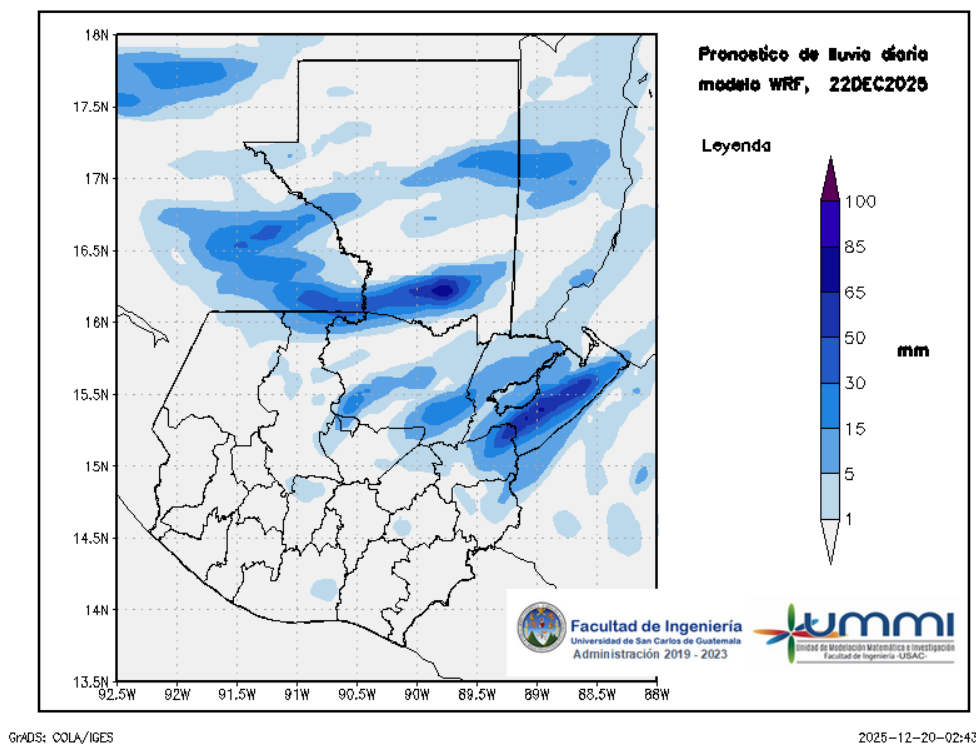 Pronostico de lluvia diaria
modelo WRF, 22DEC2025
Leyenda
100
85
65
50
30
15
5
1
mm
18N
17.5N
17N
16.5N
16N
15.5N
15N
14.5N
14N
13.5N
92.5W
92W
91.5W
91W
90.5W
90W
89.5W
89W
88.5W
88W
Facultad de Ingeniería
Universidad de San Carlos de Guatemala
Administración 2019 - 2023
UMMI
Unidad de Modelación Matemática e Investigación
Facultad de Ingeniería -USAC-
GrADS: COLA/IGES
2025-12-20-02:43